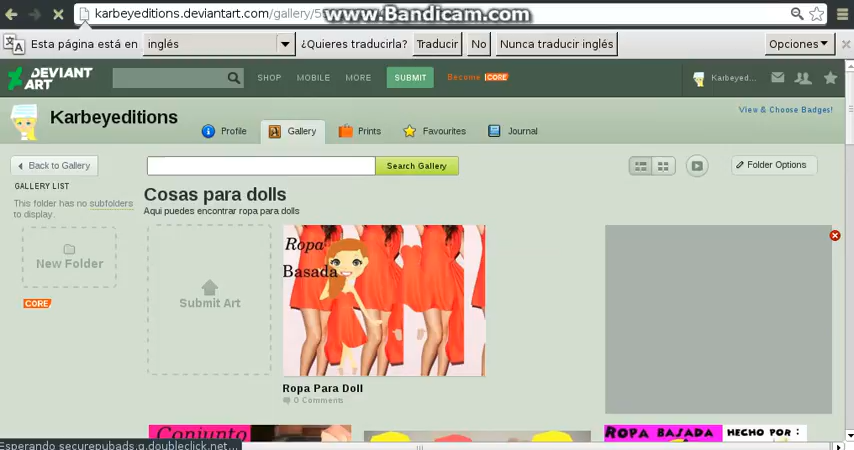 karbeyeditions.deviantart.com/gallery/5
www.Bandicam.com
Esta página está en inglés ¿Quieres traducirla? Traducir No Nunca traducir inglés Opciones
DEVIANT ART
SHOP MOBILE MORE SUBMIT Become CORE Karbeyed...
Karbeyeditions
View & Choose Badges!
Profile Gallery Prints Favourites Journal
Back to Gallery Search Gallery Folder Options
GALLERY LIST
This folder has no subfolders
to display.
New Folder
CORE
Cosas para dolls
Aqui puedes encontrar ropa para dolls
Submit Art
Ropa
Basada
Ropa Para Doll
0 Comments
Conjunto
ROPA BASADA HECHO POR :
Esperando securepubads.g.doubleclick.net...